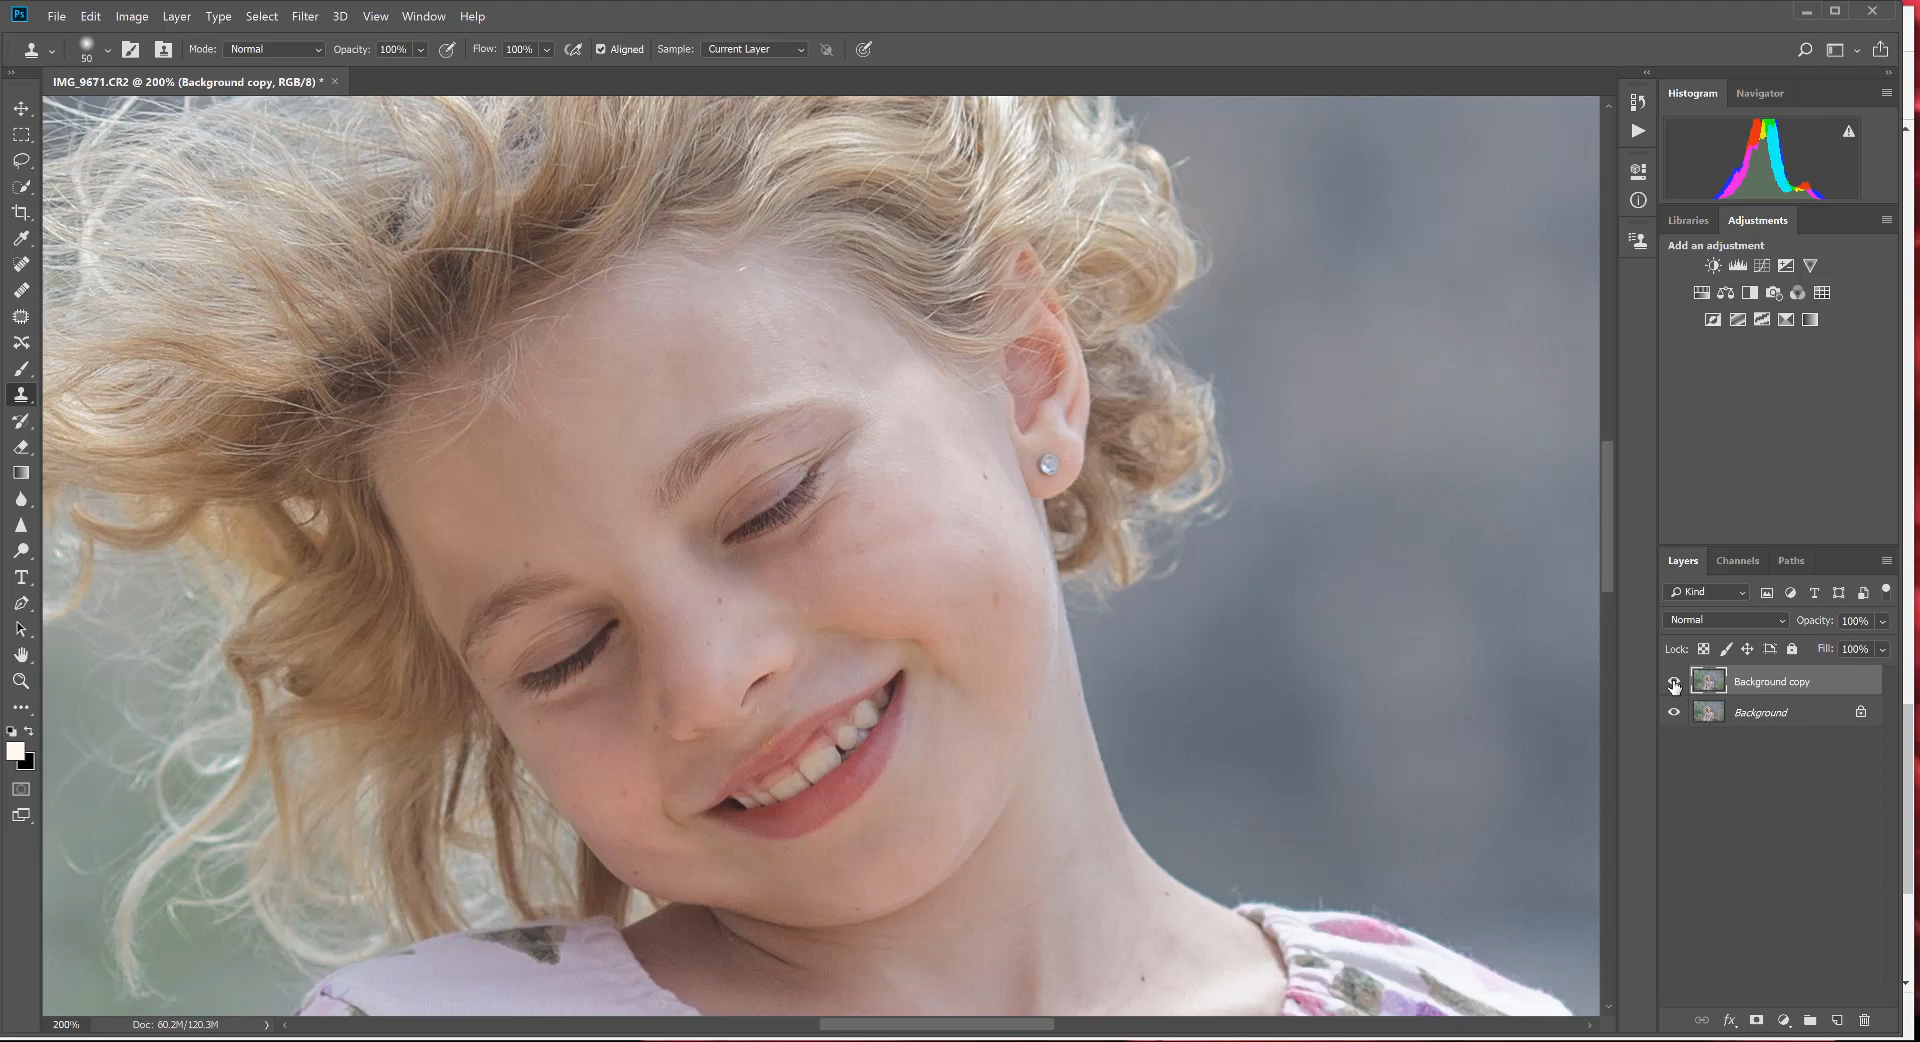 Ps File Edit Image Layer Type Select Filter 3D View Window Help
50 Mode: Normal Opacity: 100% Flow: 100% Aligned Sample: Current Layer
IMG_9671.CR2 @ 200% (Background copy, RGB/8) * ×
Histogram Navigator
Libraries Adjustments
Add an adjustment
Layers Channels Paths
Kind
Normal Opacity: 100%
Lock: Fill: 100%
Background copy
Background
fx
200% Doc: 60.2M/120.3M